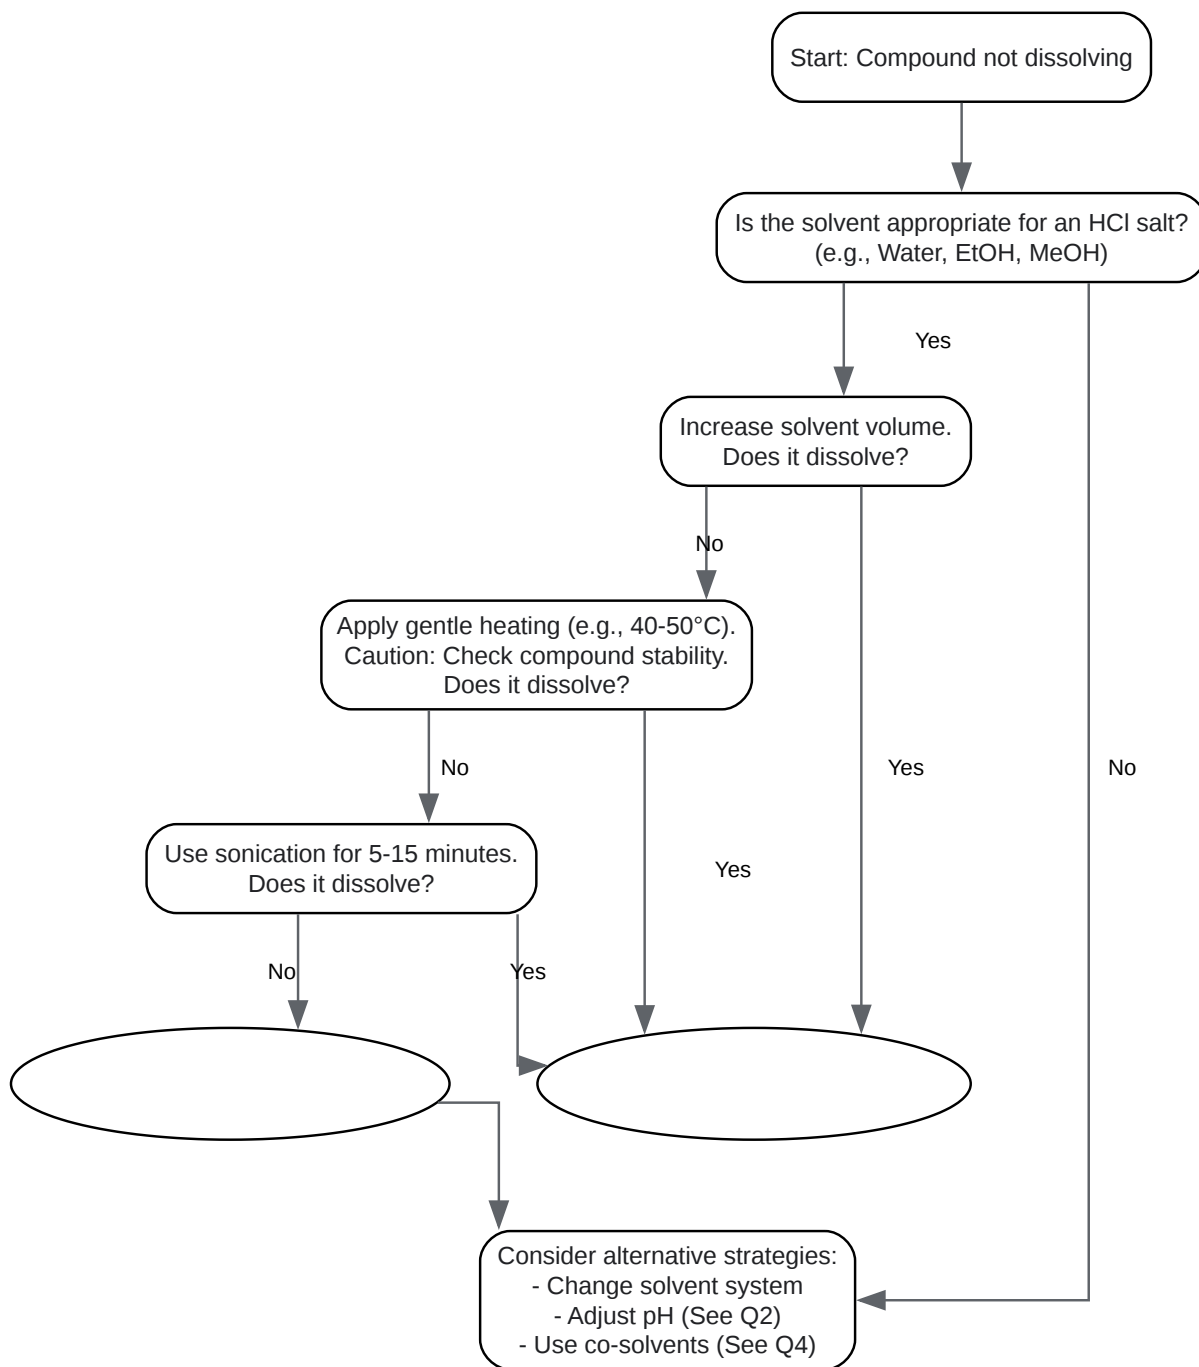 Start: Compound not dissolving
Is the solvent appropriate for an HCl salt?
(e.g., Water, EtOH, MeOH)
Yes
Increase solvent volume.
Does it dissolve?
No
Apply gentle heating (e.g., 40-50°C).
Caution: Check compound stability.
Does it dissolve?
No
Yes
No
Use sonication for 5-15 minutes.
Does it dissolve?
Yes
No
Yes
Consider alternative strategies:
- Change solvent system
- Adjust pH (See Q2)
- Use co-solvents (See Q4)